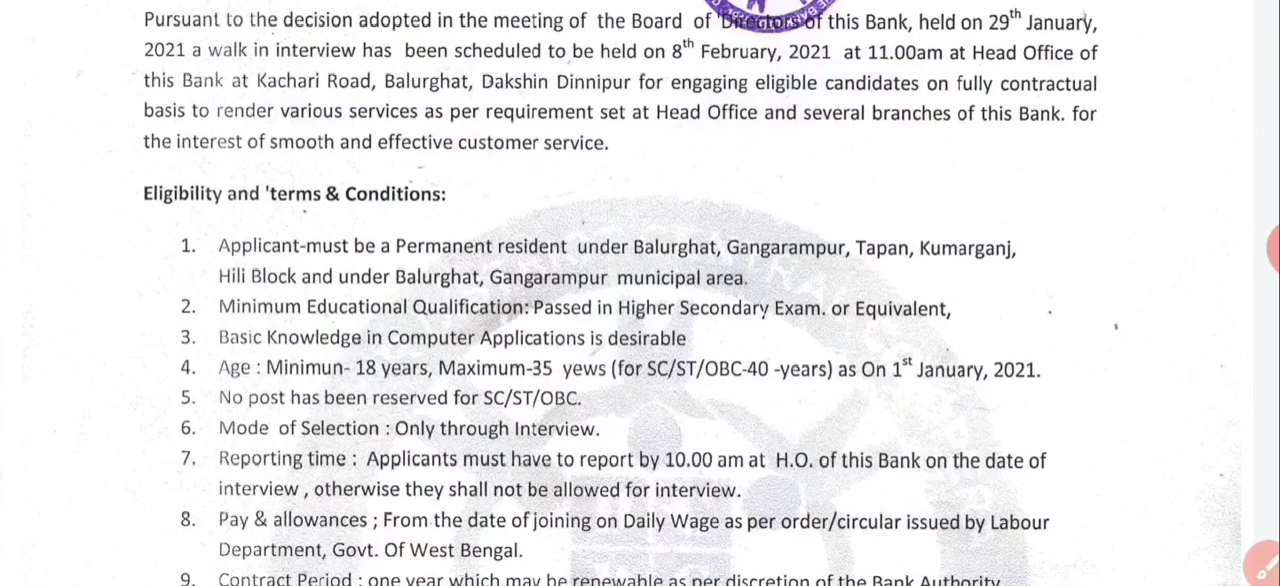 Pursuant to the decision adopted in the meeting of the Board of Directors of this Bank, held on 29th January,
2021 a walk in interview has been scheduled to be held on 8th February, 2021 at 11.00am at Head Office of
this Bank at Kachari Road, Balurghat, Dakshin Dinnipur for engaging eligible candidates on fully contractual
basis to render various services as per requirement set at Head Office and several branches of this Bank. for
the interest of smooth and effective customer service.
Eligibility and 'terms & Conditions:
1. Applicant-must be a Permanent resident under Balurghat, Gangarampur, Tapan, Kumarganj,
Hili Block and under Balurghat, Gangarampur municipal area.
2. Minimum Educational Qualification: Passed in Higher Secondary Exam. or Equivalent,
3. Basic Knowledge in Computer Applications is desirable
4. Age : Minimun- 18 years, Maximum-35 yews (for SC/ST/OBC-40 -years) as On 1st January, 2021.
5. No post has been reserved for SC/ST/OBC.
6. Mode of Selection : Only through Interview.
7. Reporting time : Applicants must have to report by 10.00 am at H.O. of this Bank on the date of
interview , otherwise they shall not be allowed for interview.
8. Pay & allowances ; From the date of joining on Daily Wage as per order/circular issued by Labour
Department, Govt. Of West Bengal.
9. Contract Period : one year which may be renewable as per discretion of the Bank Authority